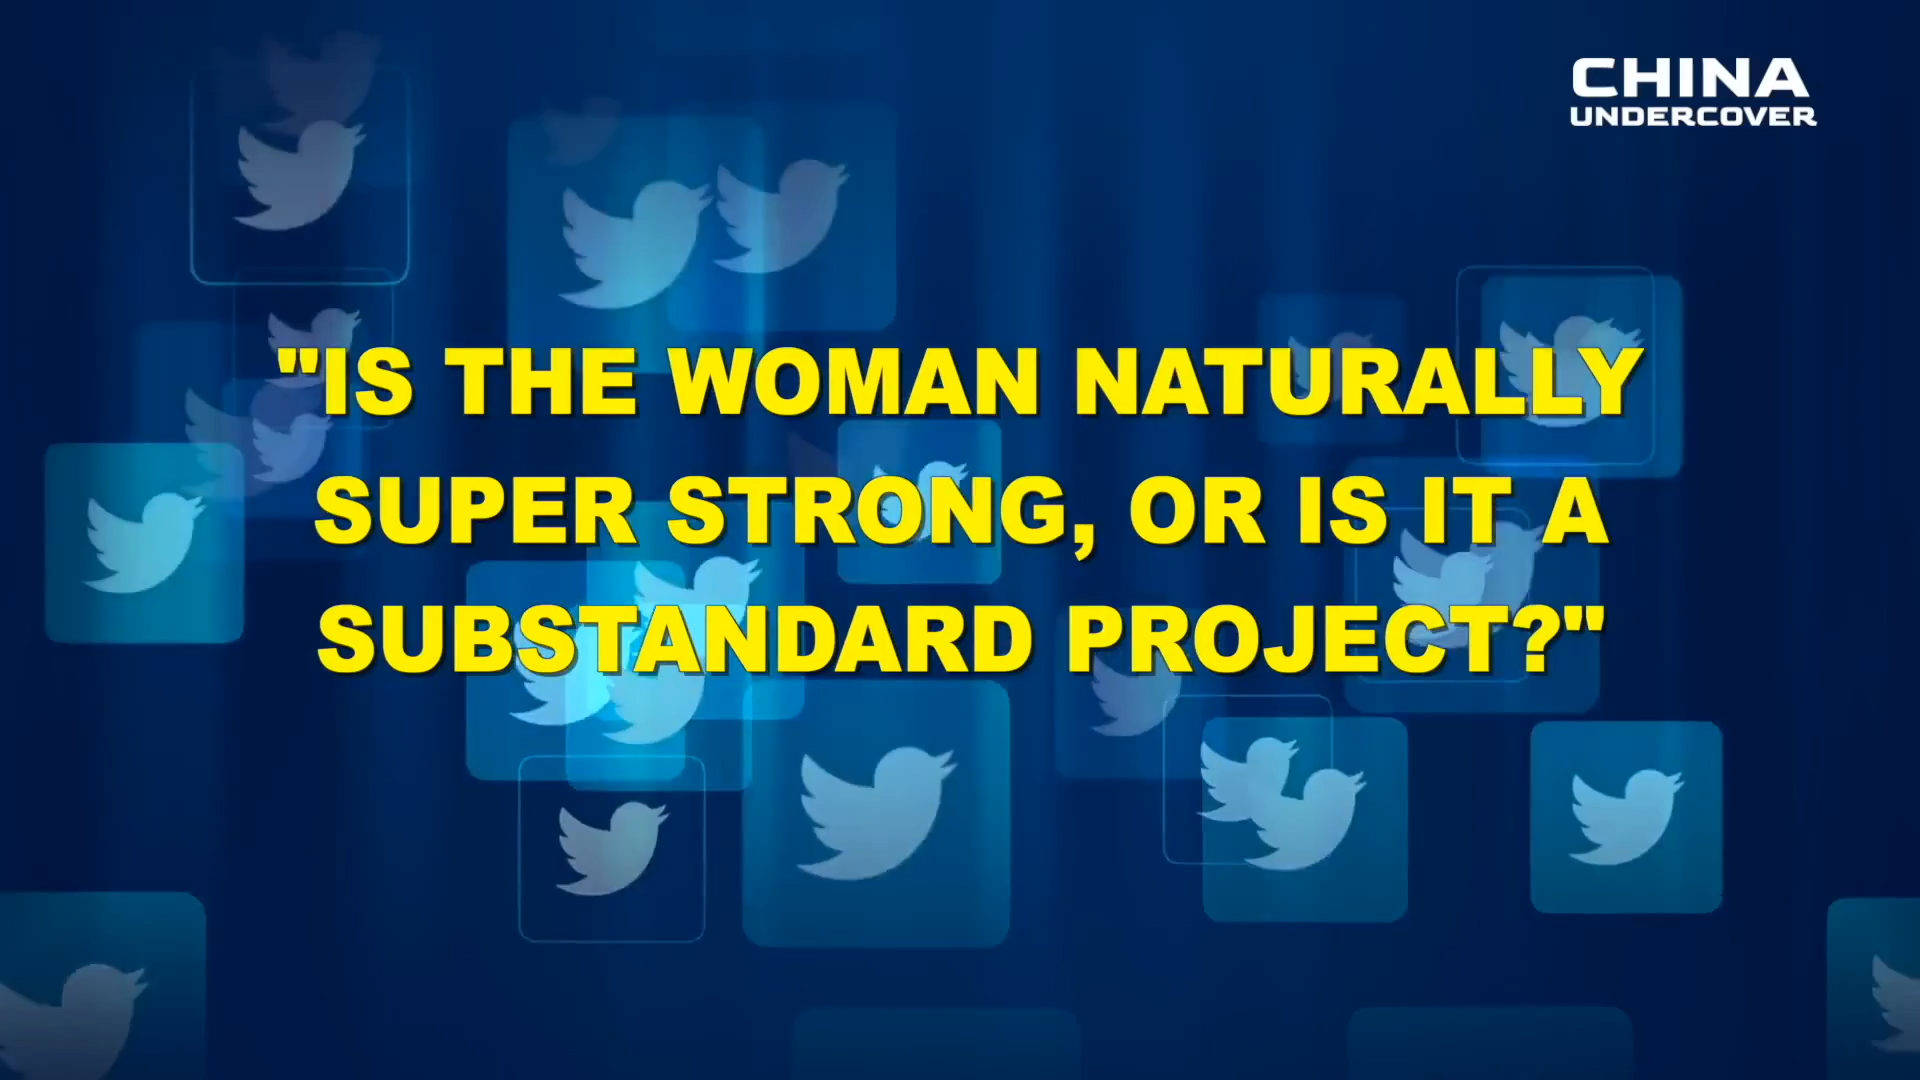 CHINA
UNDERCOVER
"IS THE WOMAN NATURALLY
SUPER STRONG, OR IS IT A
SUBSTANDARD PROJECT?"